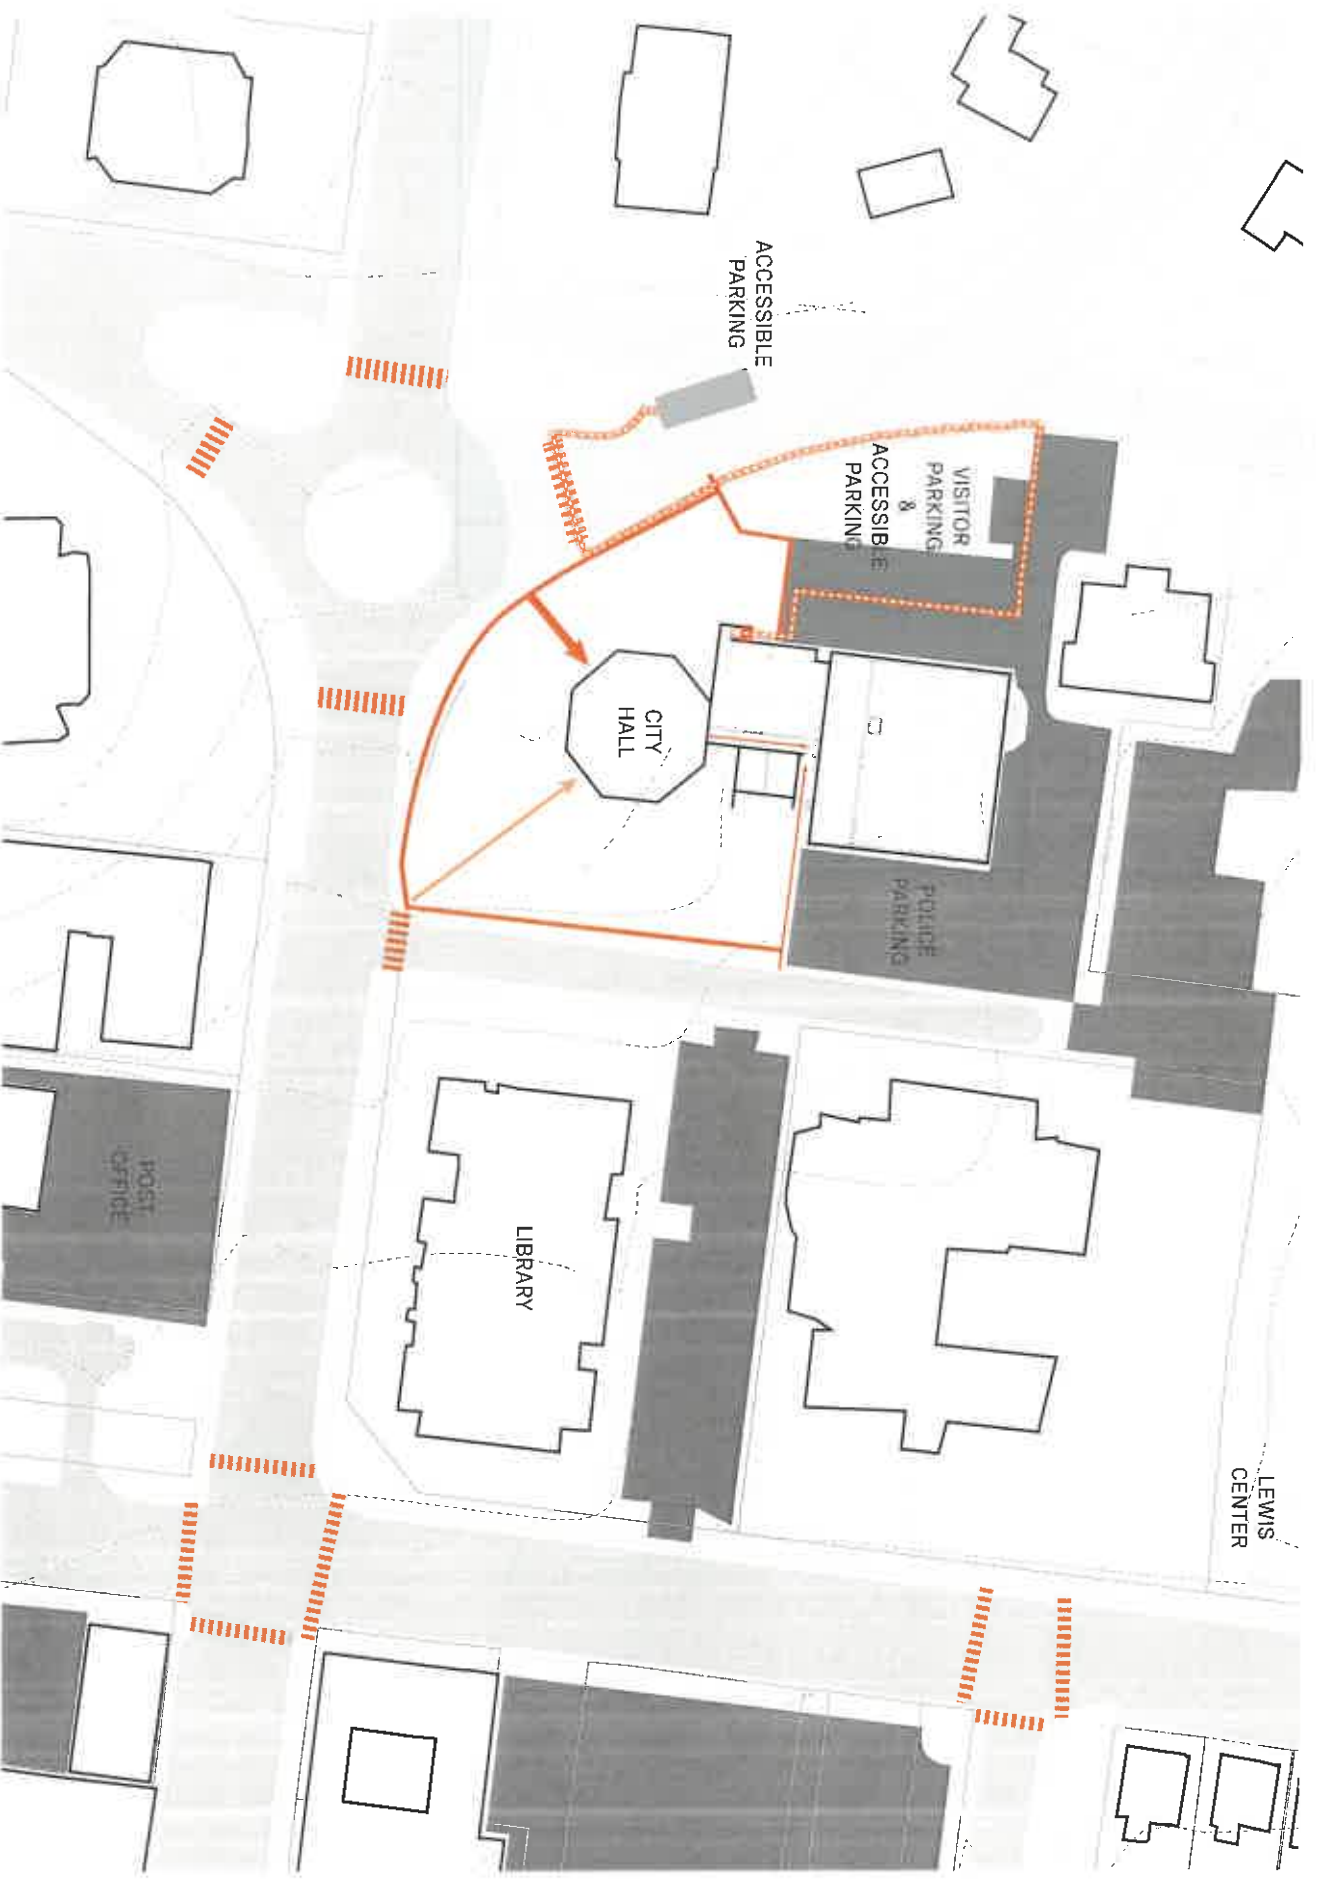 ACCESSIBLE
PARKING
VISITOR
PARKING
&
ACCESSIBLE
PARKING
CITY
HALL
POLICE
PARKING
POST
OFFICE
LIBRARY
LEWIS
CENTER